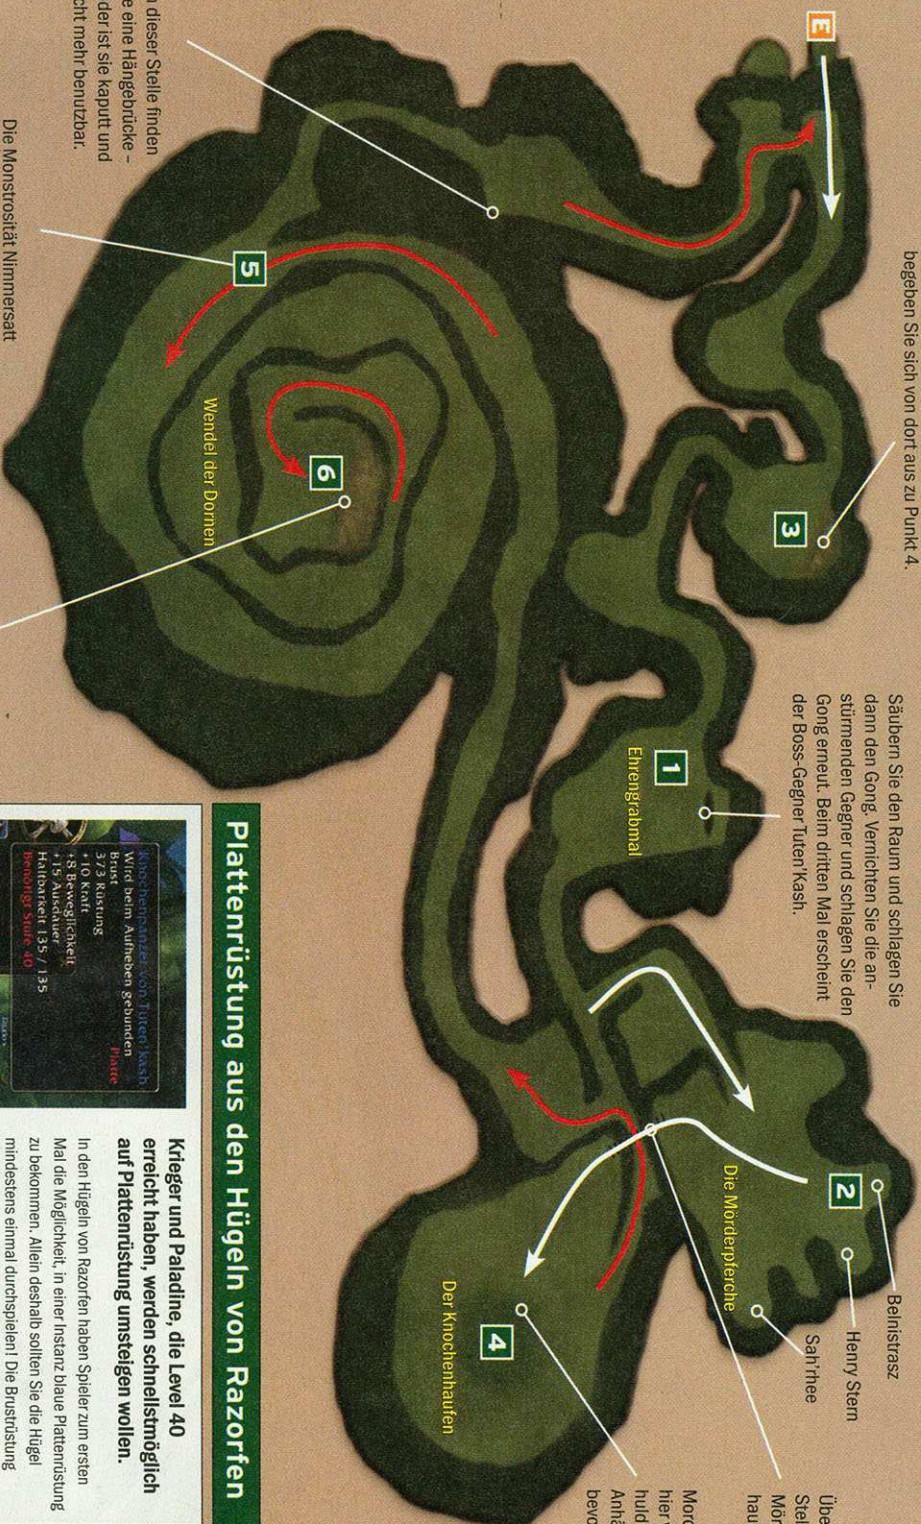 begeben Sie sich von dort aus zu Punkt 4.
E
3
Säubern Sie den Raum und schlagen Sie
dann den Gong. Vernichten Sie die an-
stürmenden Gegner und schlagen Sie den
Gong erneut. Beim dritten Mal erscheint
der Boss-Gegner Tuten'Kash.
1
Ehrengrabmal
Belnistrasz
2
Henry Stern
Sah'rhee
Die Mörderpferche
4
Der Knochenhaufen
dieser Stelle finden
e eine Hängebrücke –
der ist sie kaputt und
cht mehr benutzbar.
5
Die Monstrosität Nimmersatt
Wendel der Dornen
6
Übe
Stell
Mör
hau
Mord
hier
huld
Anhä
bevo
Plattenrüstung aus den Hügeln von Razorfen
Knochenpanzer von Tuten'kash
Wird beim Aufheben gebunden
Brust Platte
373 Rüstung
+10 Kraft
+8 Beweglichkeit
+15 Ausdauer
Haltbarkeit 135 / 135
Benötigt Stufe 40
Krieger und Paladine, die Level 40
erreicht haben, werden schnellstmöglich
auf Plattenrüstung umsteigen wollen.
In den Hügeln von Razorfen haben Spieler zum ersten
Mal die Möglichkeit, in einer Instanz blaue Plattenrüstung
zu bekommen. Allein deshalb sollten Sie die Hügel
mindestens einmal durchspielen! Die Brustrüstung